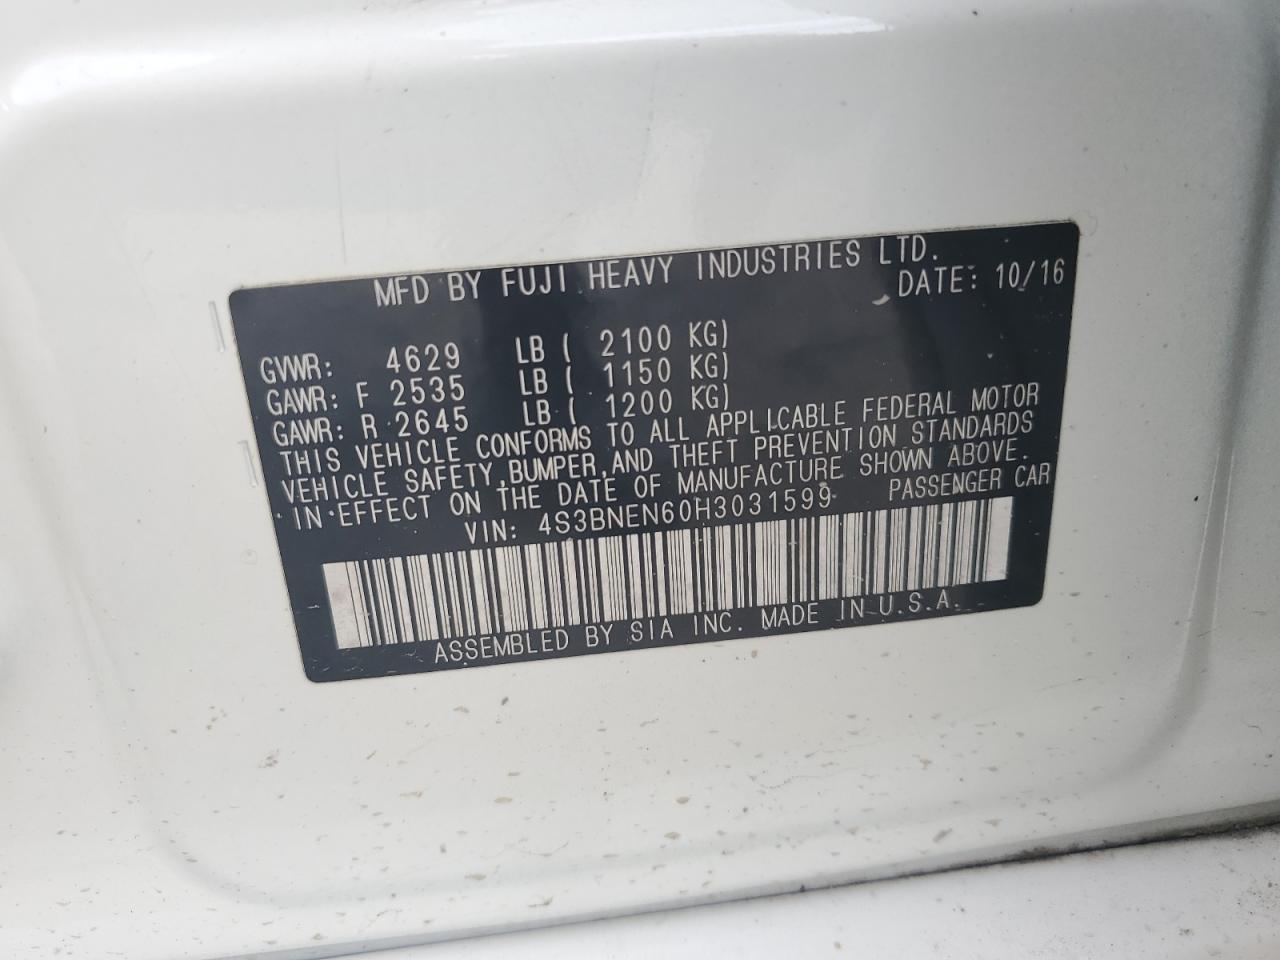 MFD BY FUJI HEAVY INDUSTRIES LTD.
DATE: 10/16
GVWR: 4629 LB ( 2100 KG)
GAWR: F 2535 LB ( 1150 KG)
GAWR: R 2645 LB ( 1200 KG)
THIS VEHICLE CONFORMS TO ALL APPLICABLE FEDERAL MOTOR
VEHICLE SAFETY, BUMPER, AND THEFT PREVENTION STANDARDS
IN EFFECT ON THE DATE OF MANUFACTURE SHOWN ABOVE.
VIN: 4S3BNEN60H3031599 PASSENGER CAR
ASSEMBLED BY SIA INC. MADE IN U.S.A.